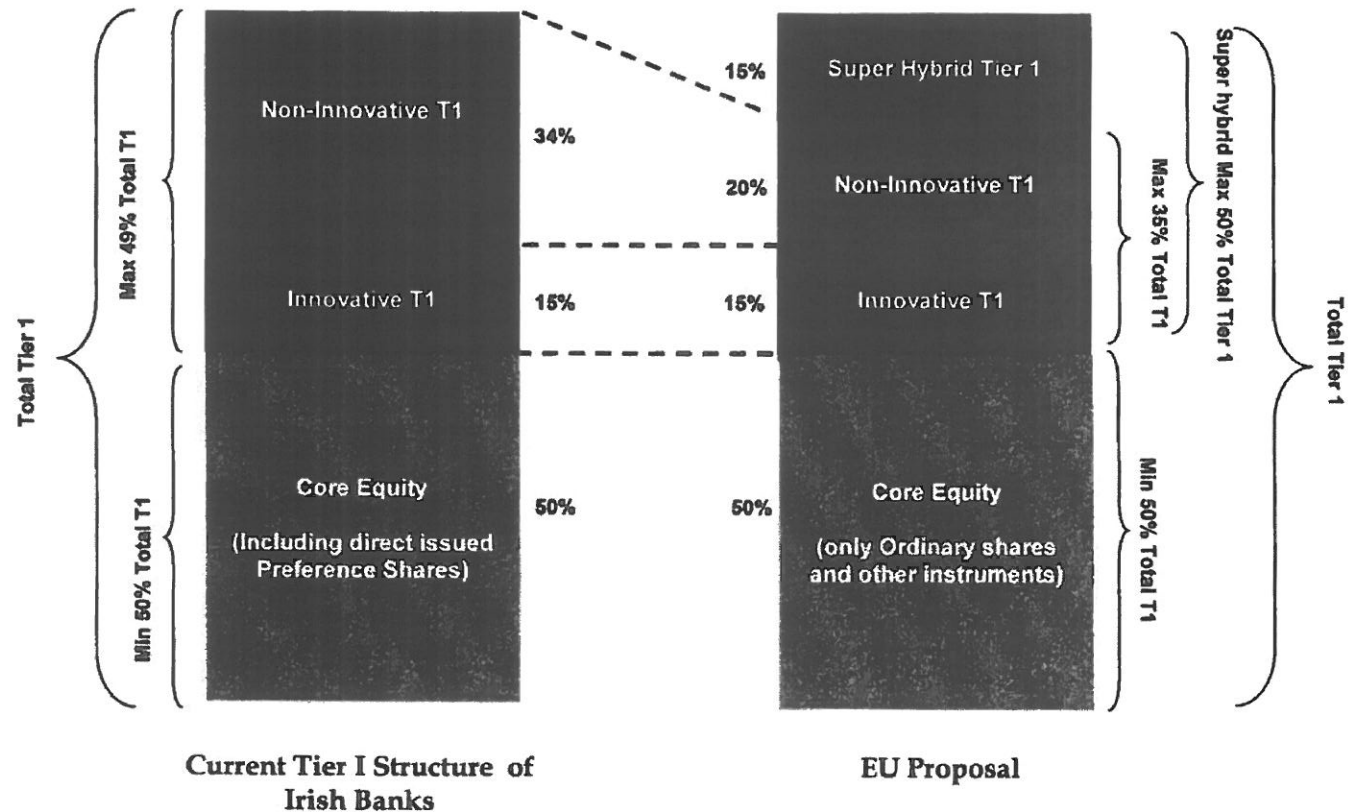 Total Tier 1
Max 49% Total T1
Min 50% Total T1
Non-Innovative T1
34%
Innovative T1
15%
Core Equity
(Including direct issued
Preference Shares)
50%
Current Tier I Structure of
Irish Banks
15%
Super Hybrid Tier 1
20%
Non-Innovative T1
15%
Innovative T1
50%
Core Equity
(only Ordinary shares
and other instruments)
Max 35% Total T1
Super hybrid Max 50% Total Tier 1
Min 50% Total T1
Total Tier 1
EU Proposal